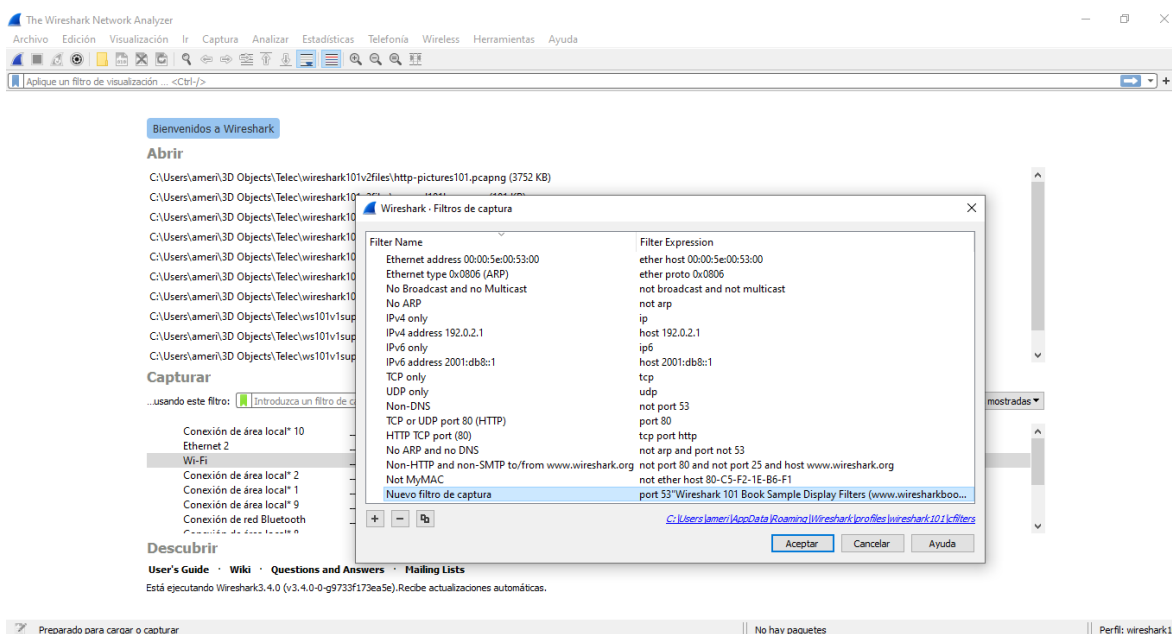 The Wireshark Network Analyzer
Archivo Edición Visualización Ir Captura Analizar Estadísticas Telefonía Wireless Herramientas Ayuda
Aplique un filtro de visualización ... <Ctrl-/>
Bienvenidos a Wireshark
Abrir
C:\Users\ameri\3D Objects\Telec\wireshark101v2files\http-pictures101.pcapng (3752 KB)
C:\Users\ameri\3D Objects\Telec\wireshark10
C:\Users\ameri\3D Objects\Telec\wireshark10
C:\Users\ameri\3D Objects\Telec\wireshark10
C:\Users\ameri\3D Objects\Telec\wireshark10
C:\Users\ameri\3D Objects\Telec\wireshark10
C:\Users\ameri\3D Objects\Telec\wireshark10
C:\Users\ameri\3D Objects\Telec\ws101v1sup
C:\Users\ameri\3D Objects\Telec\ws101v1sup
C:\Users\ameri\3D Objects\Telec\ws101v1sup
Capturar
...usando este filtro: Introduzca un filtro de ca mostradas
Conexión de área local* 10
Ethernet 2
Wi-Fi
Conexión de área local* 2
Conexión de área local* 1
Conexión de área local* 9
Conexión de red Bluetooth
Descubrir
User's Guide · Wiki · Questions and Answers · Mailing Lists
Está ejecutando Wireshark3.4.0 (v3.4.0-0-g9733f173ea5e).Recibe actualizaciones automáticas.
Wireshark · Filtros de captura
Filter Name Filter Expression
Ethernet address 00:00:5e:00:53:00 ether host 00:00:5e:00:53:00
Ethernet type 0x0806 (ARP) ether proto 0x0806
No Broadcast and no Multicast not broadcast and not multicast
No ARP not arp
IPv4 only ip
IPv4 address 192.0.2.1 host 192.0.2.1
IPv6 only ip6
IPv6 address 2001:db8::1 host 2001:db8::1
TCP only tcp
UDP only udp
Non-DNS not port 53
TCP or UDP port 80 (HTTP) port 80
HTTP TCP port (80) tcp port http
No ARP and no DNS not arp and port not 53
Non-HTTP and non-SMTP to/from www.wireshark.org not port 80 and not port 25 and host www.wireshark.org
Not MyMAC not ether host 80-C5-F2-1E-B6-F1
Nuevo filtro de captura port 53"Wireshark 101 Book Sample Display Filters (www.wiresharkboo...
C:\Users\ameri\AppData\Roaming\Wireshark\profiles\wireshark101\cfilters
Aceptar Cancelar Ayuda
Preparado para cargar o capturar No hay paquetes Perfil: wireshark1